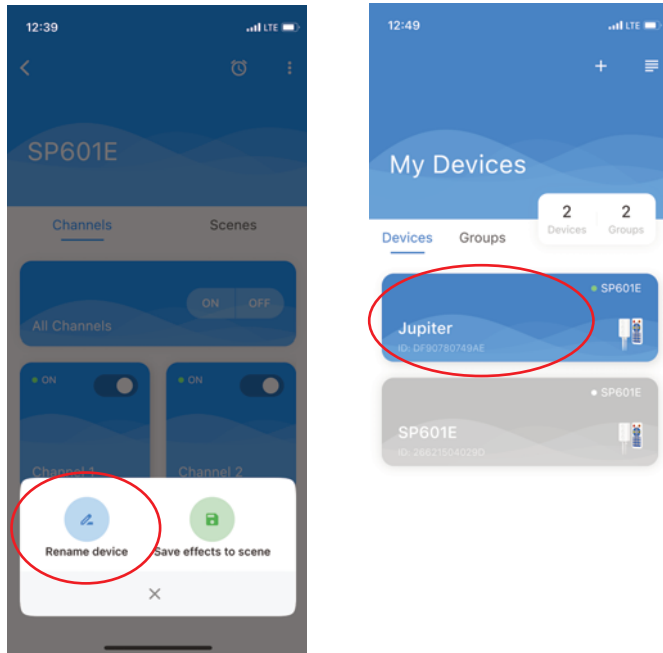 12:39
LTE
SP601E
Channels Scenes
ON OFF
All Channels
ON
ON
Channel 1
Channel 2
Rename device
Save effects to scene
12:49
LTE
My Devices
2 2
Devices Groups
Devices Groups
SP601E
Jupiter
ID: DF90780749AE
SP601E
SP601E
ID: 26621504029D